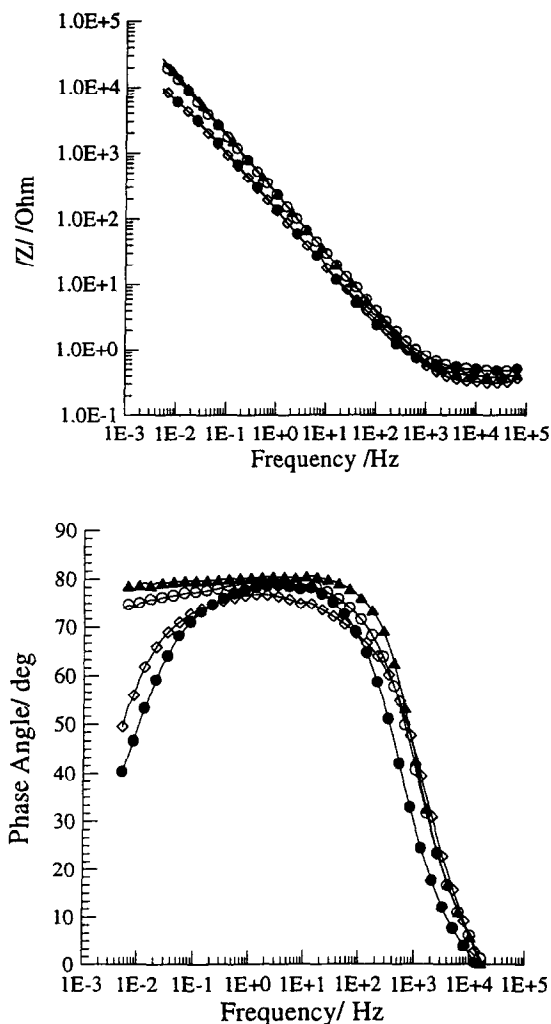 1.0E+5
1.0E+4
1.0E+3
1.0E+2
1.0E+1
1.0E+0
1.0E-1
/Z/ /Ohm
1E-3 1E-2 1E-1 1E+0 1E+1 1E+2 1E+3 1E+4 1E+5
Frequency /Hz
90
80
70
60
50
40
30
20
10
0
Phase Angle/ deg
1E-3 1E-2 1E-1 1E+0 1E+1 1E+2 1E+3 1E+4 1E+5
Frequency/ Hz